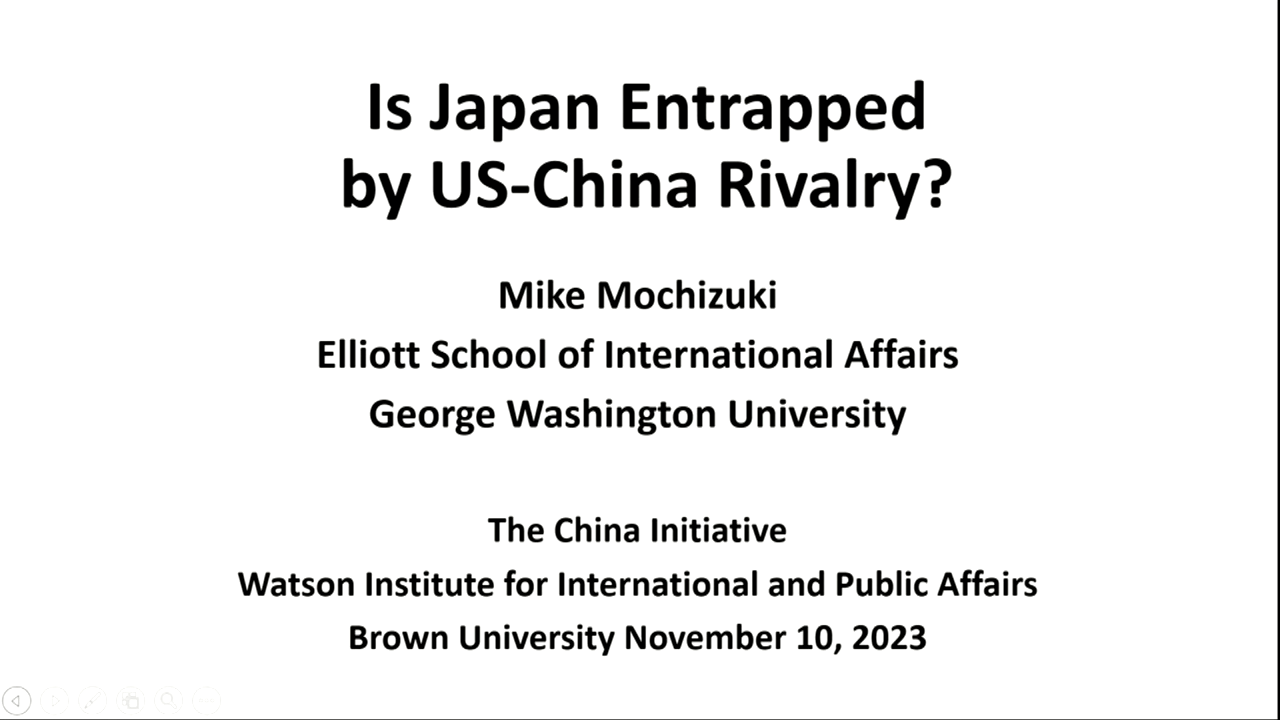 Is Japan Entrapped
by US-China Rivalry?
Mike Mochizuki
Elliott School of International Affairs
George Washington University
The China Initiative
Watson Institute for International and Public Affairs
Brown University November 10, 2023